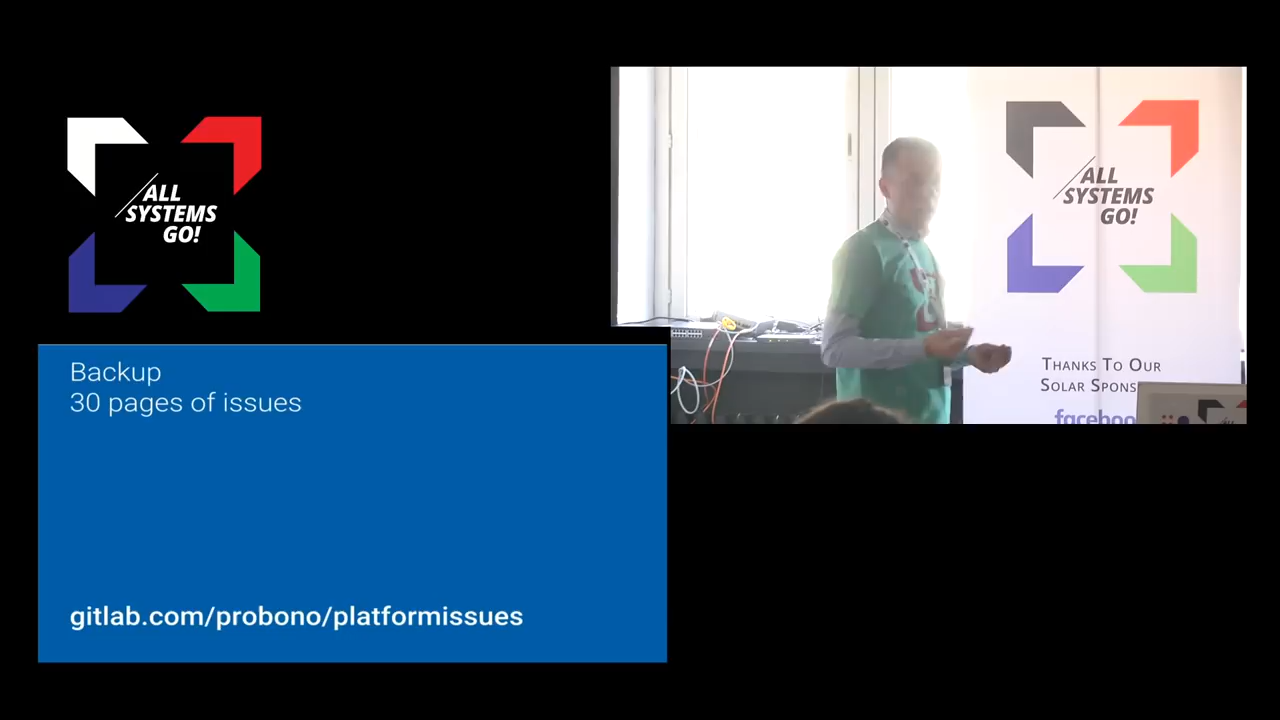 ALL
SYSTEMS
GO!
Backup
30 pages of issues
gitlab.com/probono/platformissues
ALL
SYSTEMS
GO!
THANKS TO OUR
SOLAR
faceboo